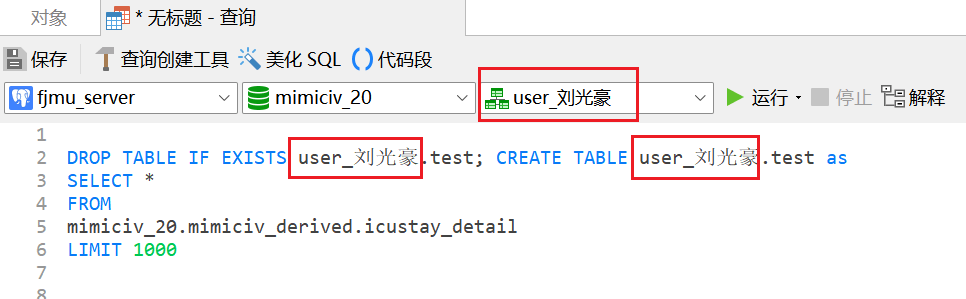 对象 * 无标题 - 查询
保存 查询创建工具 美化 SQL () 代码段
fjmu_server mimiciv_20 user_刘光豪 运行 停止 解释
1
2 DROP TABLE IF EXISTS user_刘光豪.test; CREATE TABLE user_刘光豪.test as
3 SELECT *
4 FROM
5 mimiciv_20.mimiciv_derived.icustay_detail
6 LIMIT 1000
7
8